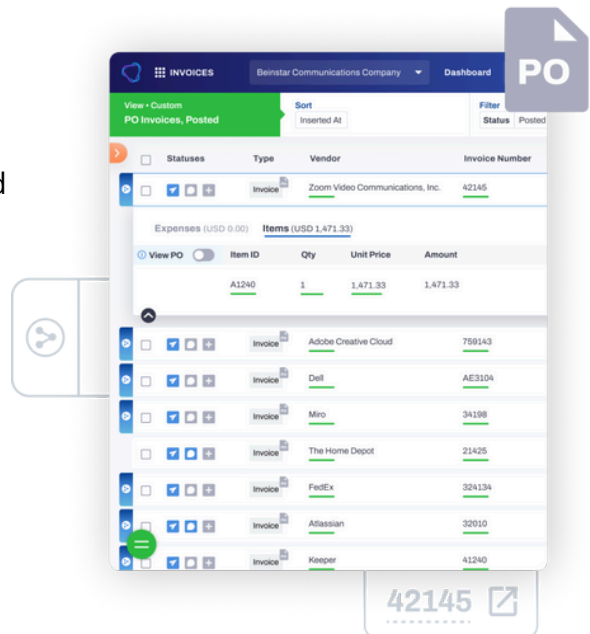 PO
INVOICES Beinstar Communications Company Dashboard
View • Custom
PO Invoices, Posted
Sort
Inserted At
Filter
Status Posted
Statuses Type Vendor Invoice Number
Invoice Zoom Video Communications, Inc. 42145
Expenses (USD 0.00) Items (USD 1,471.33)
View PO Item ID Qty Unit Price Amount
A1240 1 1,471.33 1,471.33
Invoice Adobe Creative Cloud 759143
Invoice Dell AE3104
Invoice Miro 34198
Invoice The Home Depot 21425
Invoice FedEx 324134
Invoice Atlassian 32010
Invoice Keeper 41240
42145